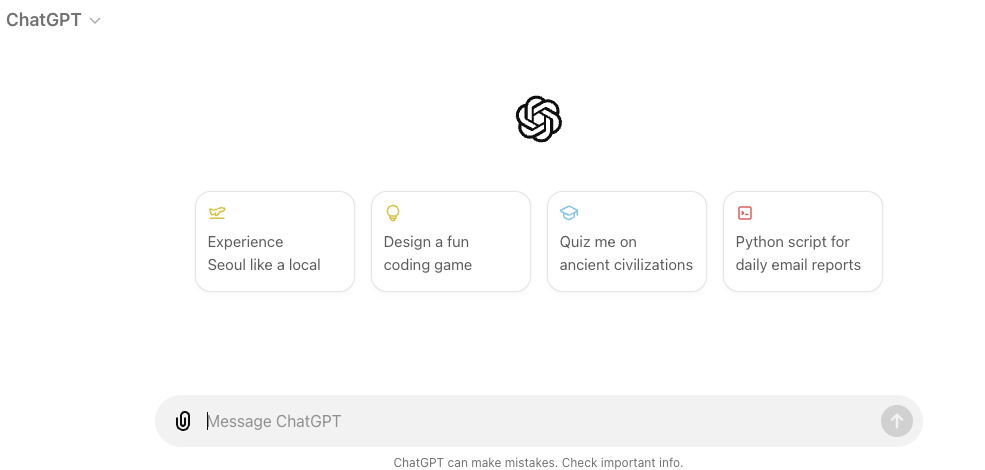 ChatGPT
Experience
Seoul like a local
Design a fun
coding game
Quiz me on
ancient civilizations
Python script for
daily email reports
Message ChatGPT
ChatGPT can make mistakes. Check important info.